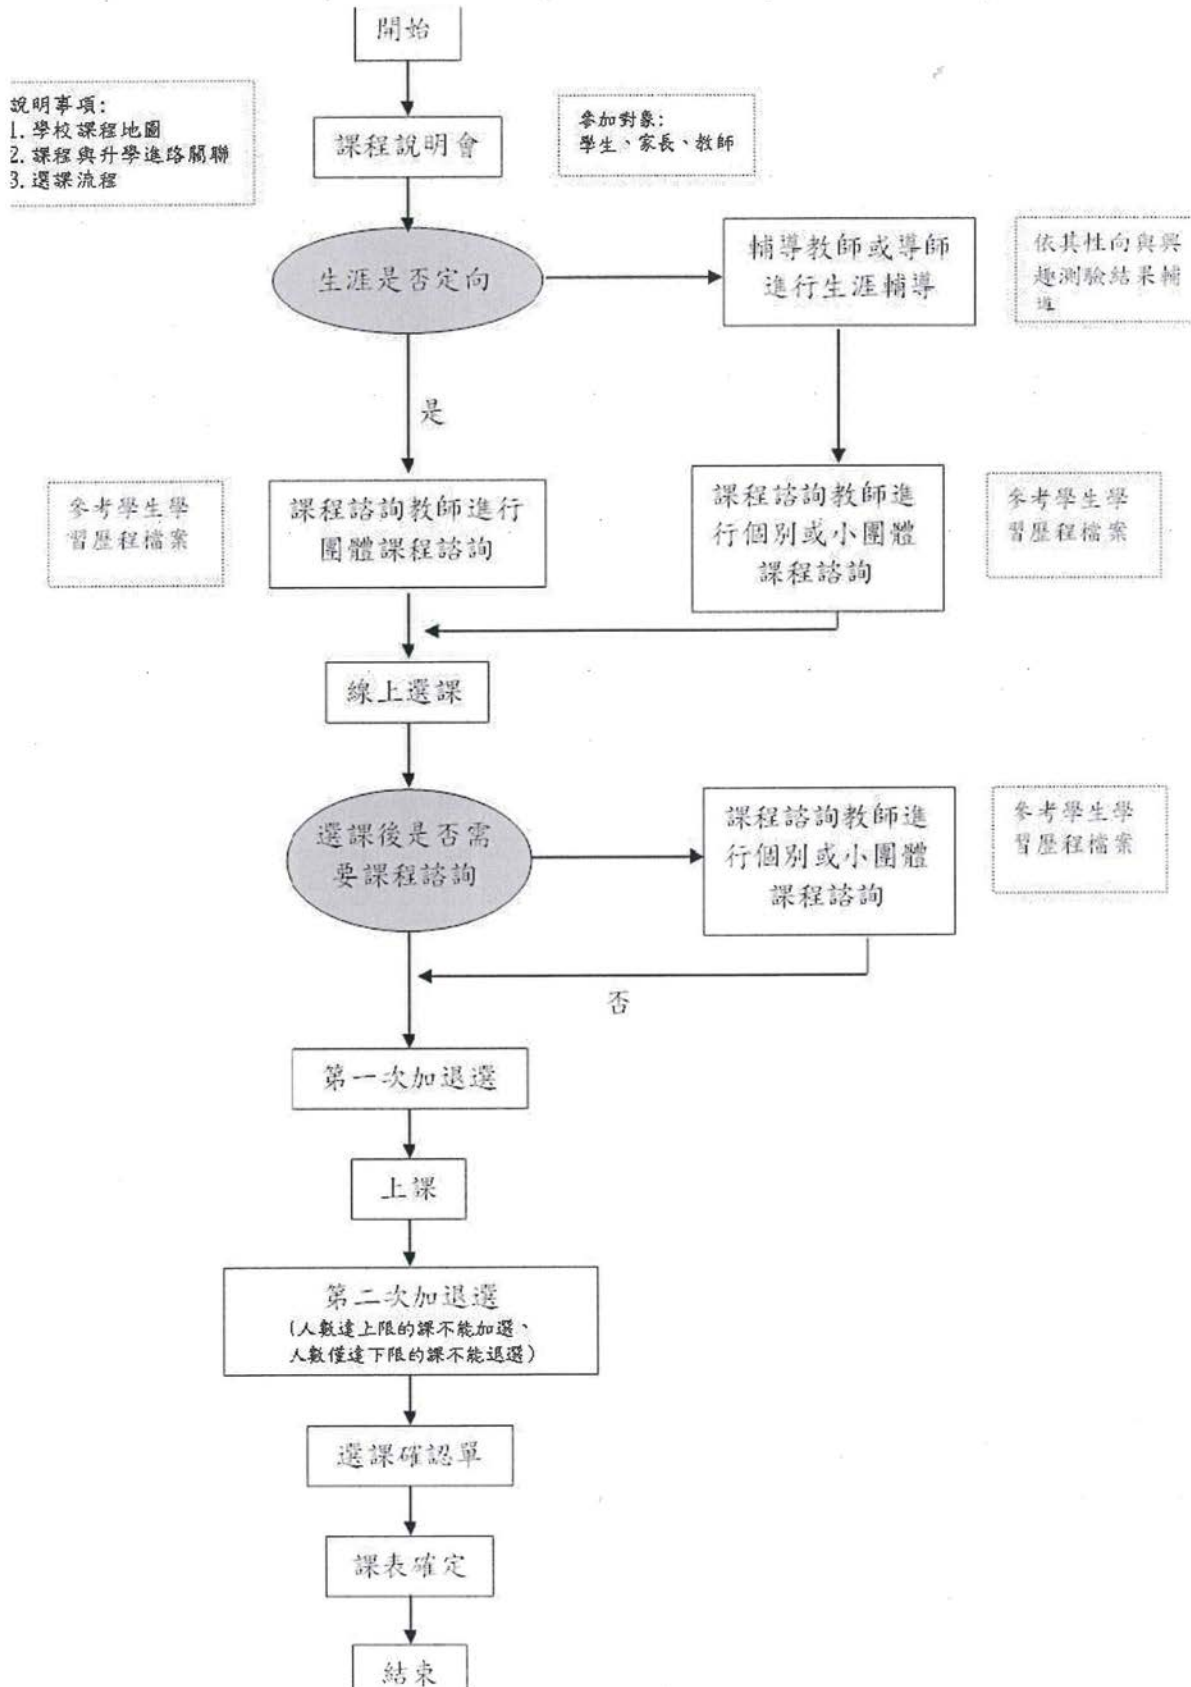 開始
說明事項:
1. 學校課程地圖
2. 課程與升學進路關聯
3. 選課流程
課程說明會
參加對象:
學生、家長、教師
生涯是否定向
輔導教師或導師
進行生涯輔導
依其性向與興
趣測驗結果輔
導
是
參考學生學
習歷程檔案
課程諮詢教師進行
團體課程諮詢
課程諮詢教師進
行個別或小團體
課程諮詢
參考學生學
習歷程檔案
線上選課
選課後是否需
要課程諮詢
課程諮詢教師進
行個別或小團體
課程諮詢
參考學生學
習歷程檔案
否
第一次加退選
上課
第二次加退選
(人數達上限的課不能加選、
人數僅達下限的課不能退選)
選課確認單
課表確定
結束